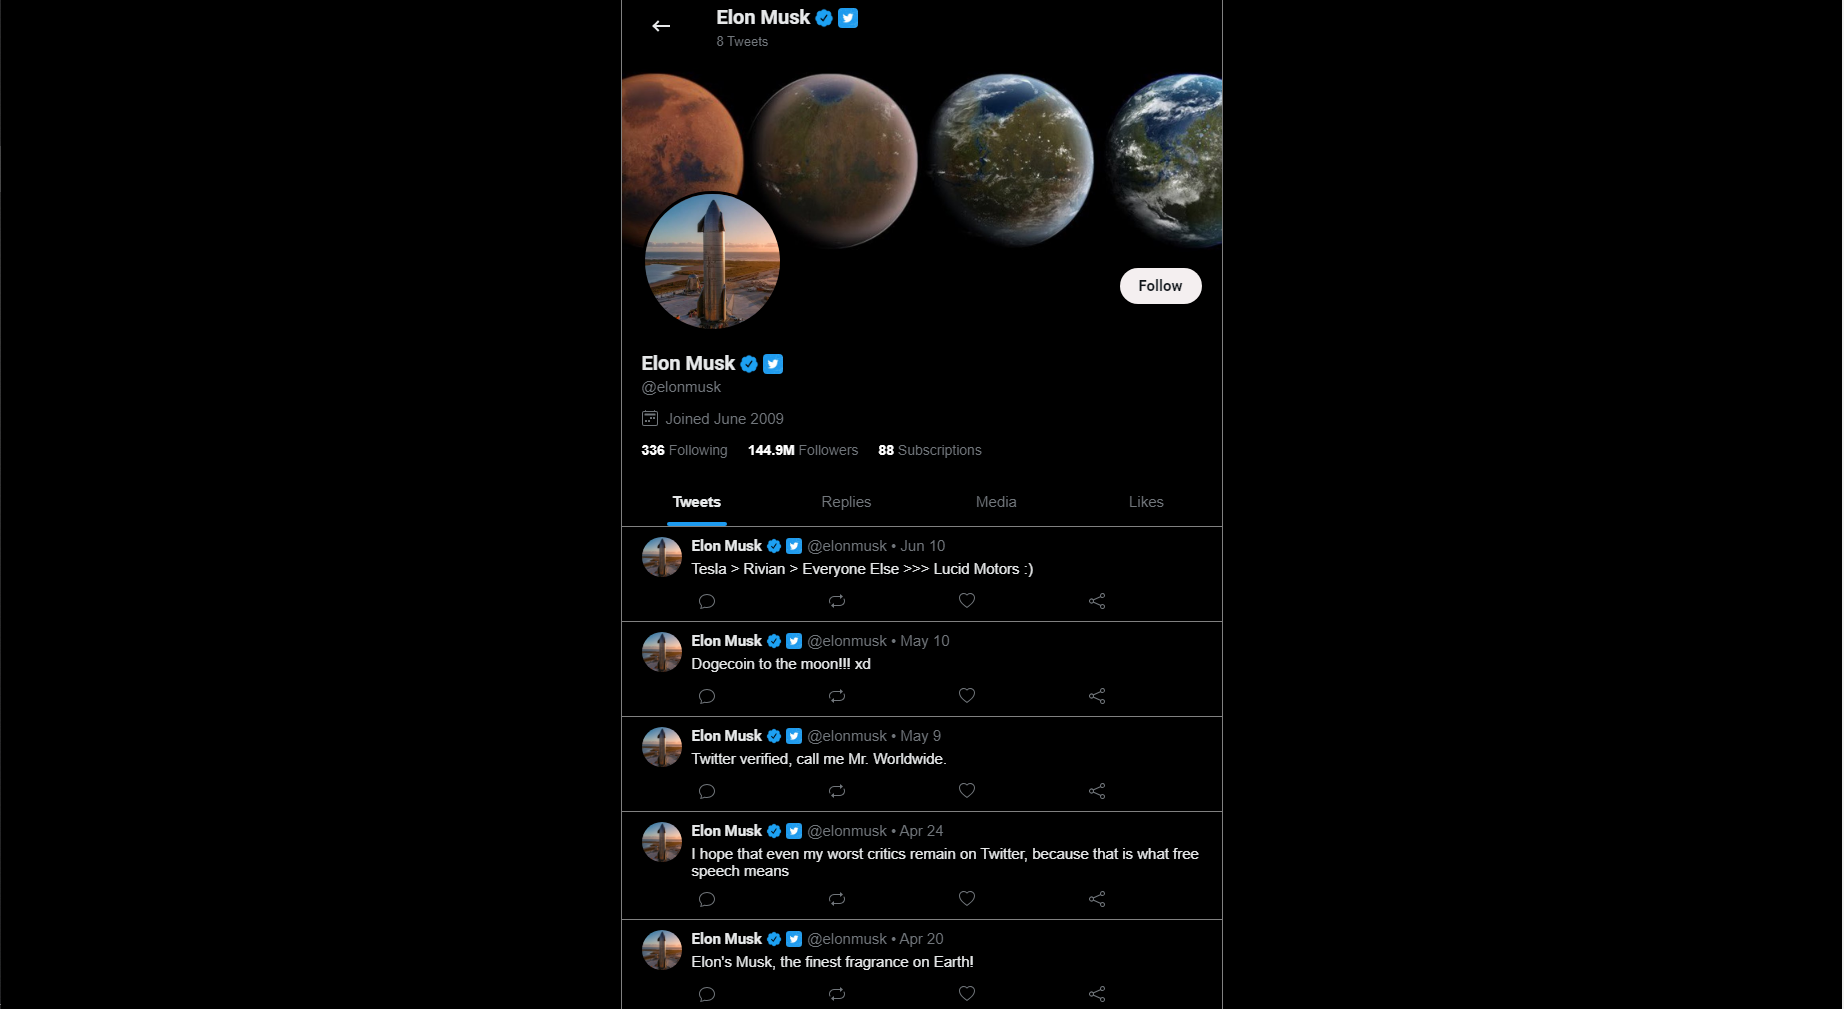 Elon Musk
8 Tweets
Follow
Elon Musk
@elonmusk
Joined June 2009
336 Following 144.9M Followers 88 Subscriptions
Tweets Replies Media Likes
Elon Musk @elonmusk • Jun 10
Tesla > Rivian > Everyone Else >>> Lucid Motors :)
Elon Musk @elonmusk • May 10
Dogecoin to the moon!!! xd
Elon Musk @elonmusk • May 9
Twitter verified, call me Mr. Worldwide.
Elon Musk @elonmusk • Apr 24
I hope that even my worst critics remain on Twitter, because that is what free
speech means
Elon Musk @elonmusk • Apr 20
Elon's Musk, the finest fragrance on Earth!